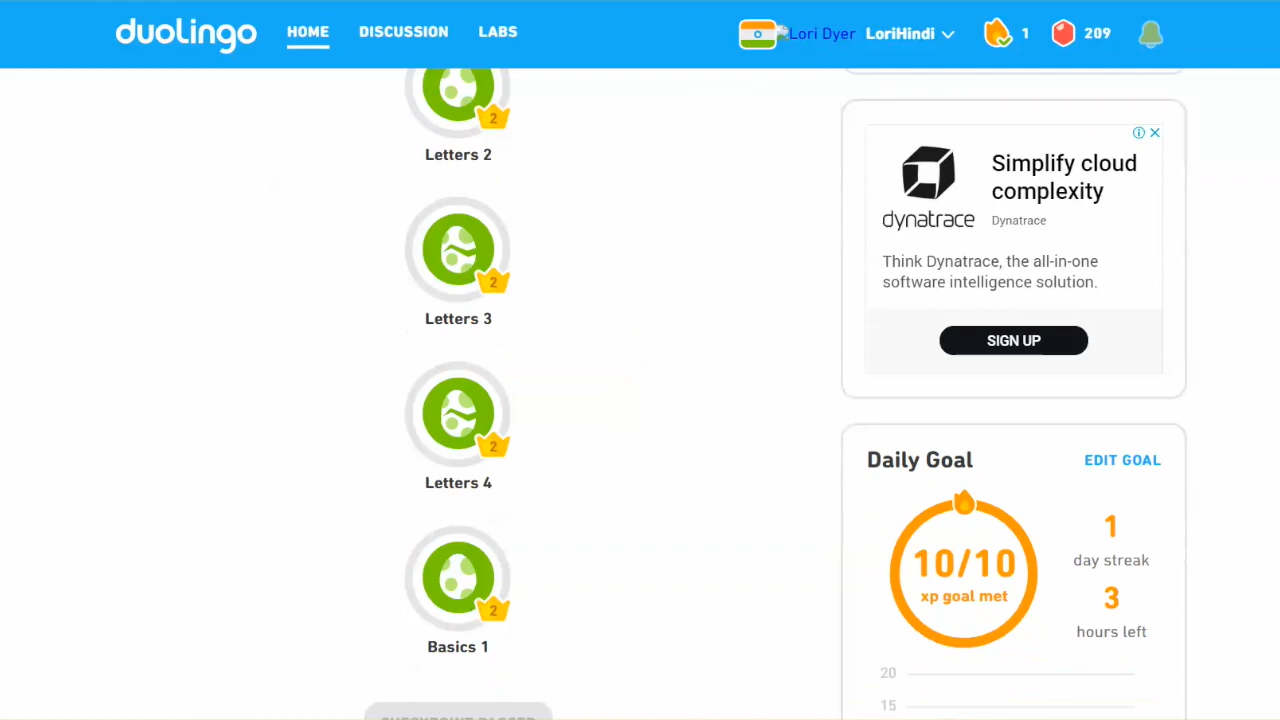 duolingo
HOME
DISCUSSION
LABS
Lori Dyer
LoriHindi
1
209
2
Letters 2
2
Letters 3
2
Letters 4
2
Basics 1
CHECKPOINT PASSED
Simplify cloud
complexity
dynatrace
Dynatrace
Think Dynatrace, the all-in-one
software intelligence solution.
SIGN UP
Daily Goal
EDIT GOAL
10/10
xp goal met
1
day streak
3
hours left
20
15